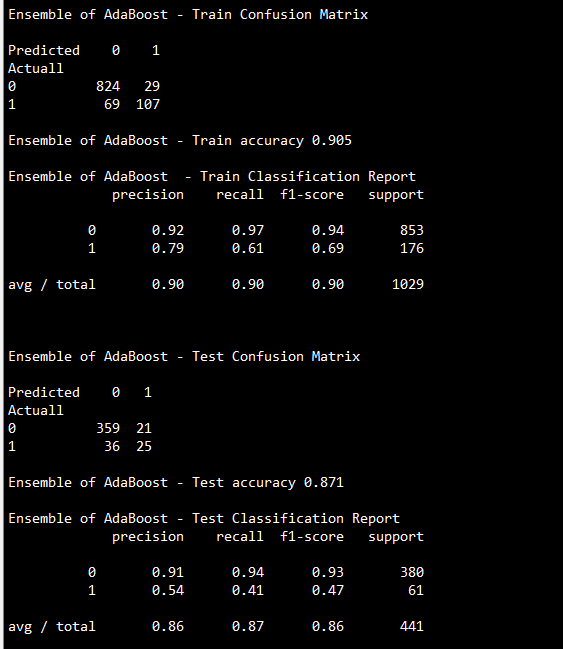 Ensemble of AdaBoost - Train Confusion Matrix
Predicted    0    1
Actuall
0          824   29
1           69  107
Ensemble of AdaBoost - Train accuracy 0.905
Ensemble of AdaBoost  - Train Classification Report
             precision    recall  f1-score   support
          0       0.92      0.97      0.94       853
          1       0.79      0.61      0.69       176
avg / total       0.90      0.90      0.90      1029
Ensemble of AdaBoost - Test Confusion Matrix
Predicted    0   1
Actuall
0          359  21
1           36  25
Ensemble of AdaBoost - Test accuracy 0.871
Ensemble of AdaBoost - Test Classification Report
             precision    recall  f1-score   support
          0       0.91      0.94      0.93       380
          1       0.54      0.41      0.47        61
avg / total       0.86      0.87      0.86       441